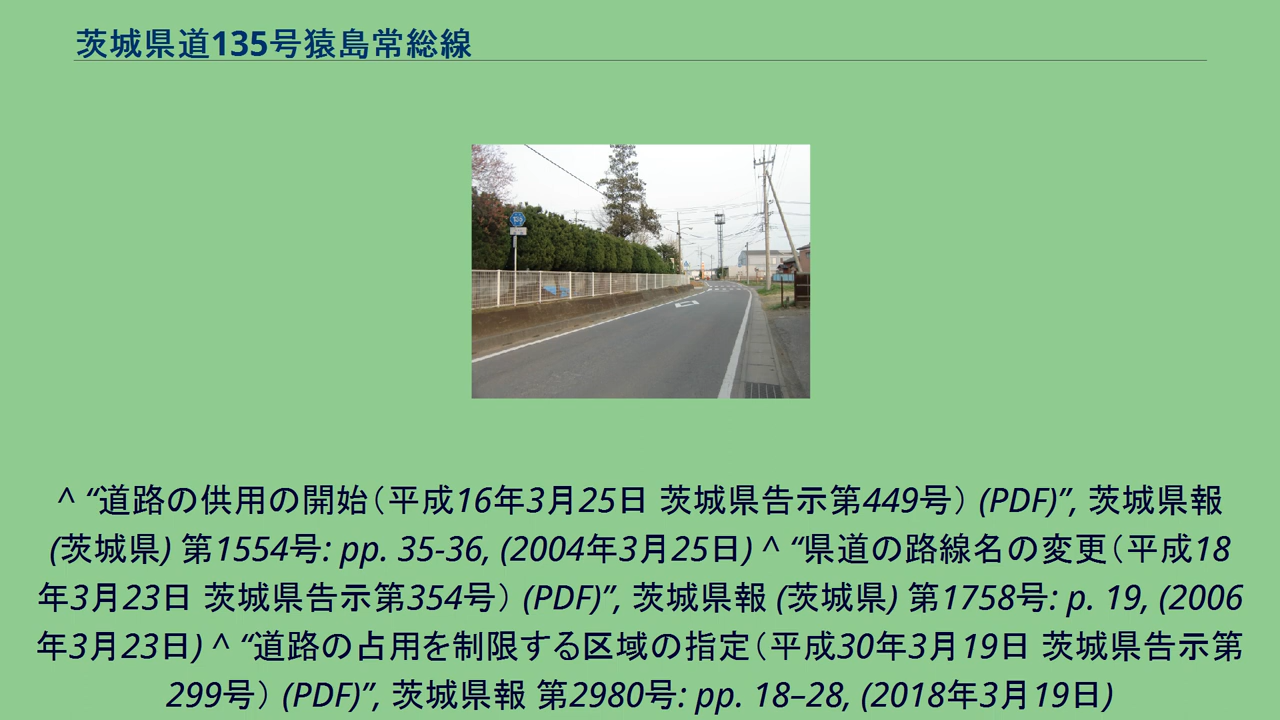 茨城県道135号猿島常総線
^ “道路の供用の開始（平成16年3月25日 茨城県告示第449号） (PDF)”, 茨城県報
(茨城県) 第1554号: pp. 35-36, (2004年3月25日) ^ “県道の路線名の変更（平成18
年3月23日 茨城県告示第354号） (PDF)”, 茨城県報 (茨城県) 第1758号: p. 19, (2006
年3月23日) ^ “道路の占用を制限する区域の指定（平成30年3月19日 茨城県告示第
299号） (PDF)”, 茨城県報 第2980号: pp. 18–28, (2018年3月19日)